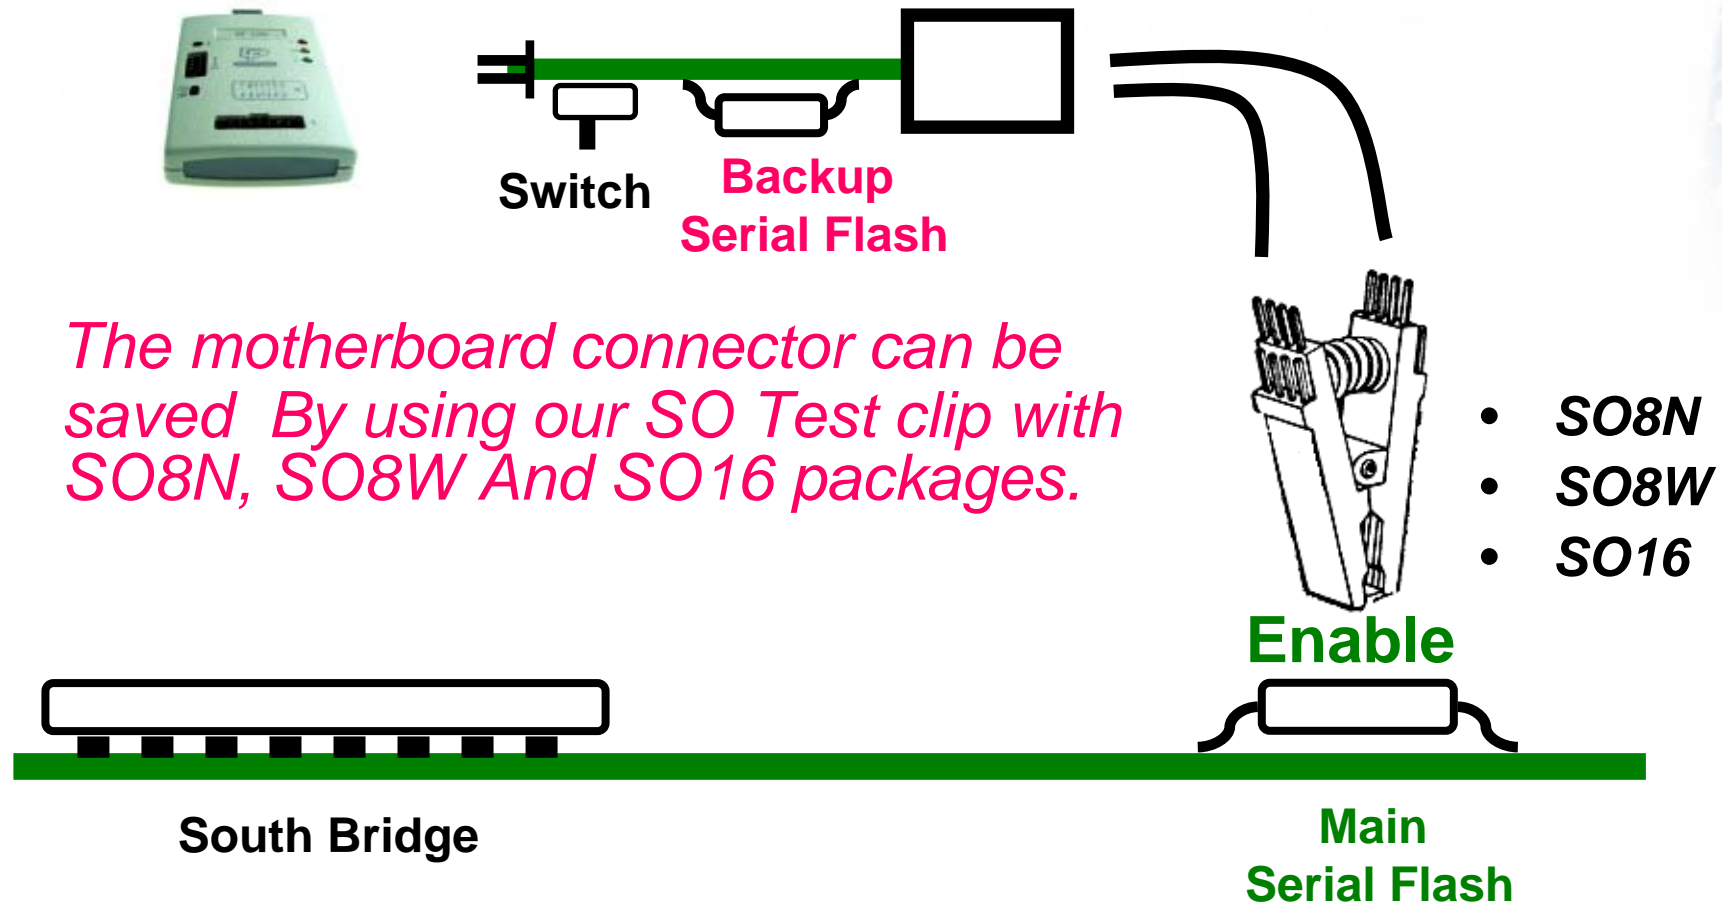 Switch
Backup
Serial Flash
The motherboard connector can be
saved By using our SO Test clip with
SO8N, SO8W And SO16 packages.
• SO8N
• SO8W
• SO16
Enable
South Bridge
Main
Serial Flash